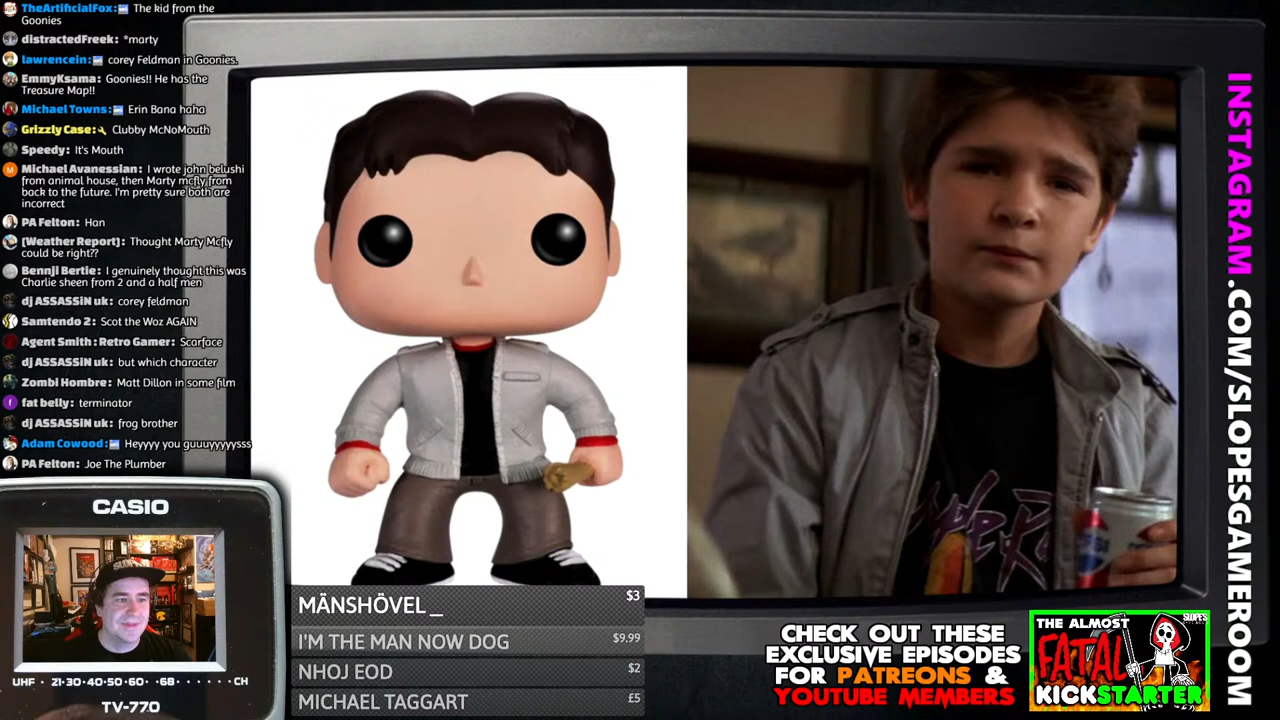 TheArtificialFox: The kid from the
Goonies
distractedFreek: *marty
lawrencein: corey Feldman in Goonies.
EmmyKsama: Goonies!! He has the
Treasure Map!!
Michael Towns: Erin Bana haha
Grizzly Case: Clubby McNoMouth
Speedy: It's Mouth
M Michael Avanessian: I wrote john belushi
from animal house, then Marty mcfly from
back to the future. I'm pretty sure both are
incorrect
PA Felton: Han
[Weather Report]: Thought Marty Mcfly
could be right??
Bennji Bertie: I genuinely thought this was
Charlie sheen from 2 and a half men
dj ASSASSiN uk: corey feldman
Samtendo 2: Scot the Woz AGAIN
Agent Smith: Retro Gamer: Scarface
dj ASSASSiN uk: but which character
Zombi Hombre: Matt Dillon in some film
f fat belly: terminator
dj ASSASSiN uk: frog brother
Adam Cowood: Heyyyy you guuuyyyyysss
PA Felton: Joe The Plumber
CASIO
UHF · 21·30·40·50·60· ·68· · · · · · CH
TV-770
MÄNSHÖVEL_ $3
I'M THE MAN NOW DOG $9.99
NHOJ EOD $2
MICHAEL TAGGART £5
CHECK OUT THESE
EXCLUSIVE EPISODES
FOR PATREONS &
YOUTUBE MEMBERS
THE ALMOST
FATAL
KICKSTARTER
SLOPES
INSTAGRAM.COM/SLOPESGAMEROOM